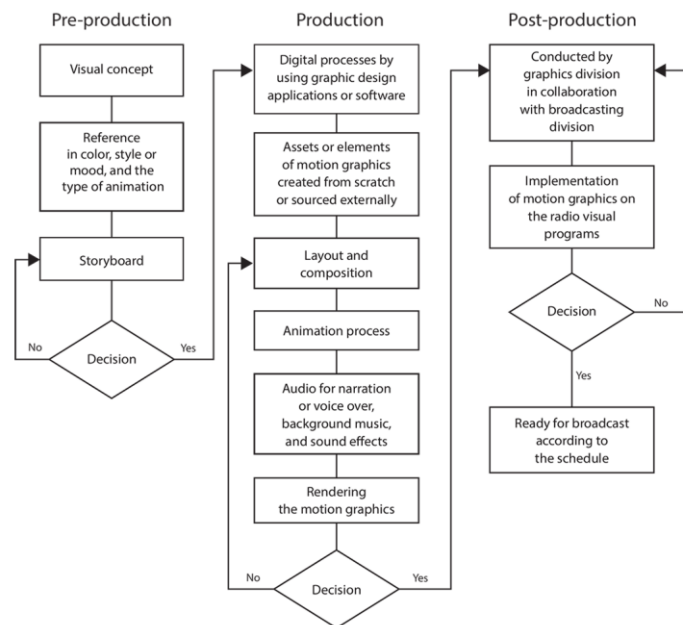 Pre-production
Visual concept
Reference
in color, style or
mood, and the
type of animation
Storyboard
No
Decision
Yes
Production
Digital processes by
using graphic design
applications or software
Assets or elements
of motion graphics
created from scratch
or sourced externally
Layout and
composition
Animation process
Audio for narration
or voice over,
background music,
and sound effects
Rendering
the motion graphics
No
Decision
Yes
Post-production
Conducted by
graphics division
in collaboration
with broadcasting
division
Implementation
of motion graphics on
the radio visual
programs
Decision
No
Yes
Ready for broadcast
according to
the schedule